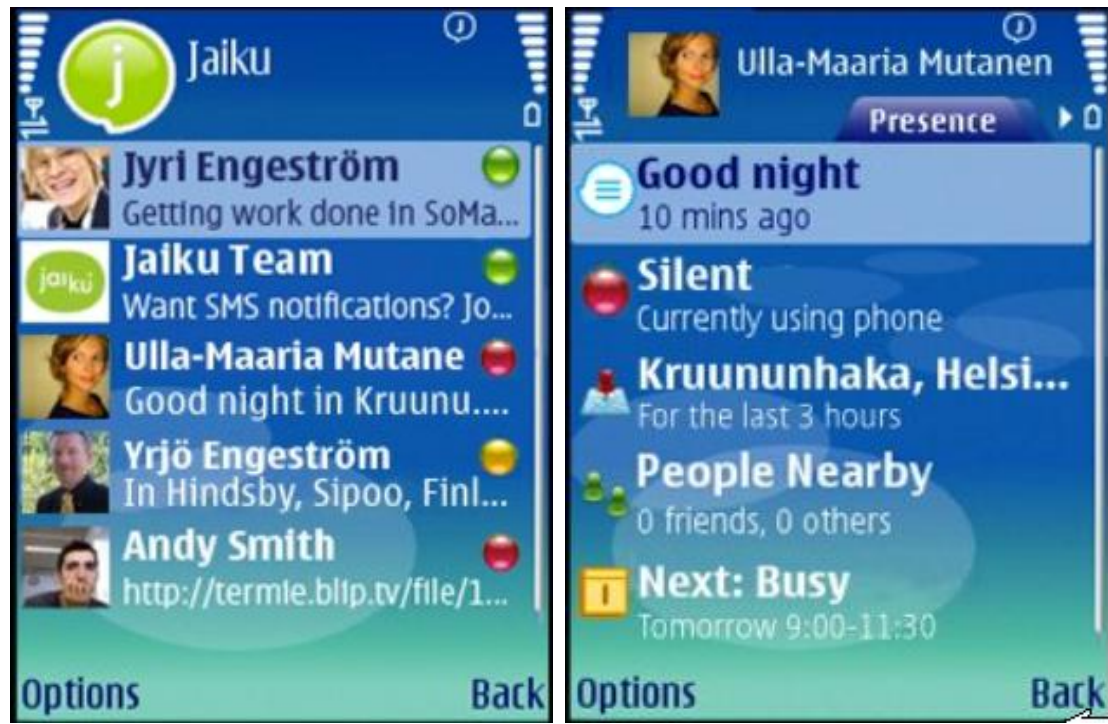 j
Jaiku
Jyri Engeström
Getting work done in SoMa...
jaiku
Jaiku Team
Want SMS notifications? Jo...
Ulla-Maaria Mutane
Good night in Kruunu....
Yrjö Engeström
In Hindsby, Sipoo, Finl...
Andy Smith
http://termie.blip.tv/file/1...
Options
Back
J
Ulla-Maaria Mutanen
Presence
Good night
10 mins ago
Silent
Currently using phone
Kruununhaka, Helsi...
For the last 3 hours
People Nearby
0 friends, 0 others
Next: Busy
Tomorrow 9:00-11:30
Options
Back